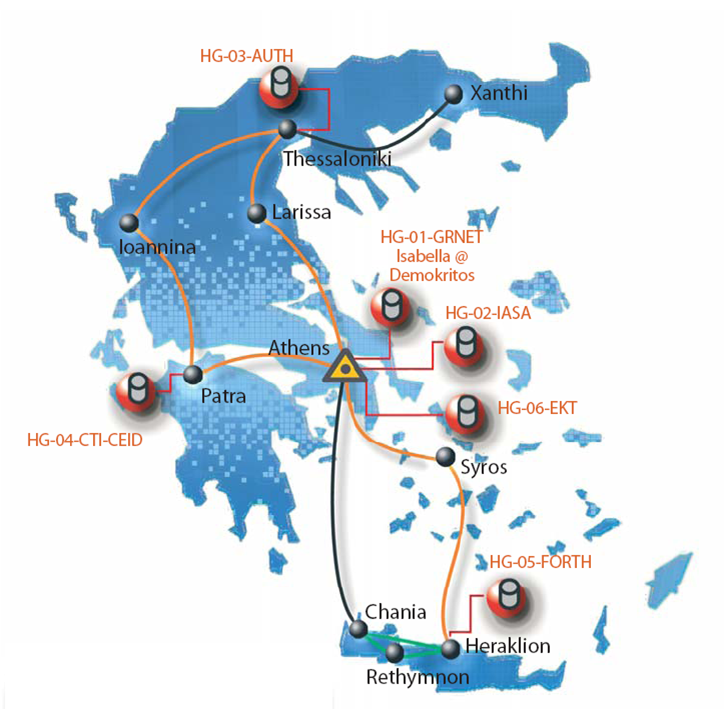 HG-03-AUTH
Xanthi
Thessaloniki
Larissa
Ioannina
HG-01-GRNET
Isabella @
Demokritos
HG-02-IASA
Athens
Patra
HG-06-EKT
HG-04-CTI-CEID
Syros
HG-05-FORTH
Chania
Heraklion
Rethymnon